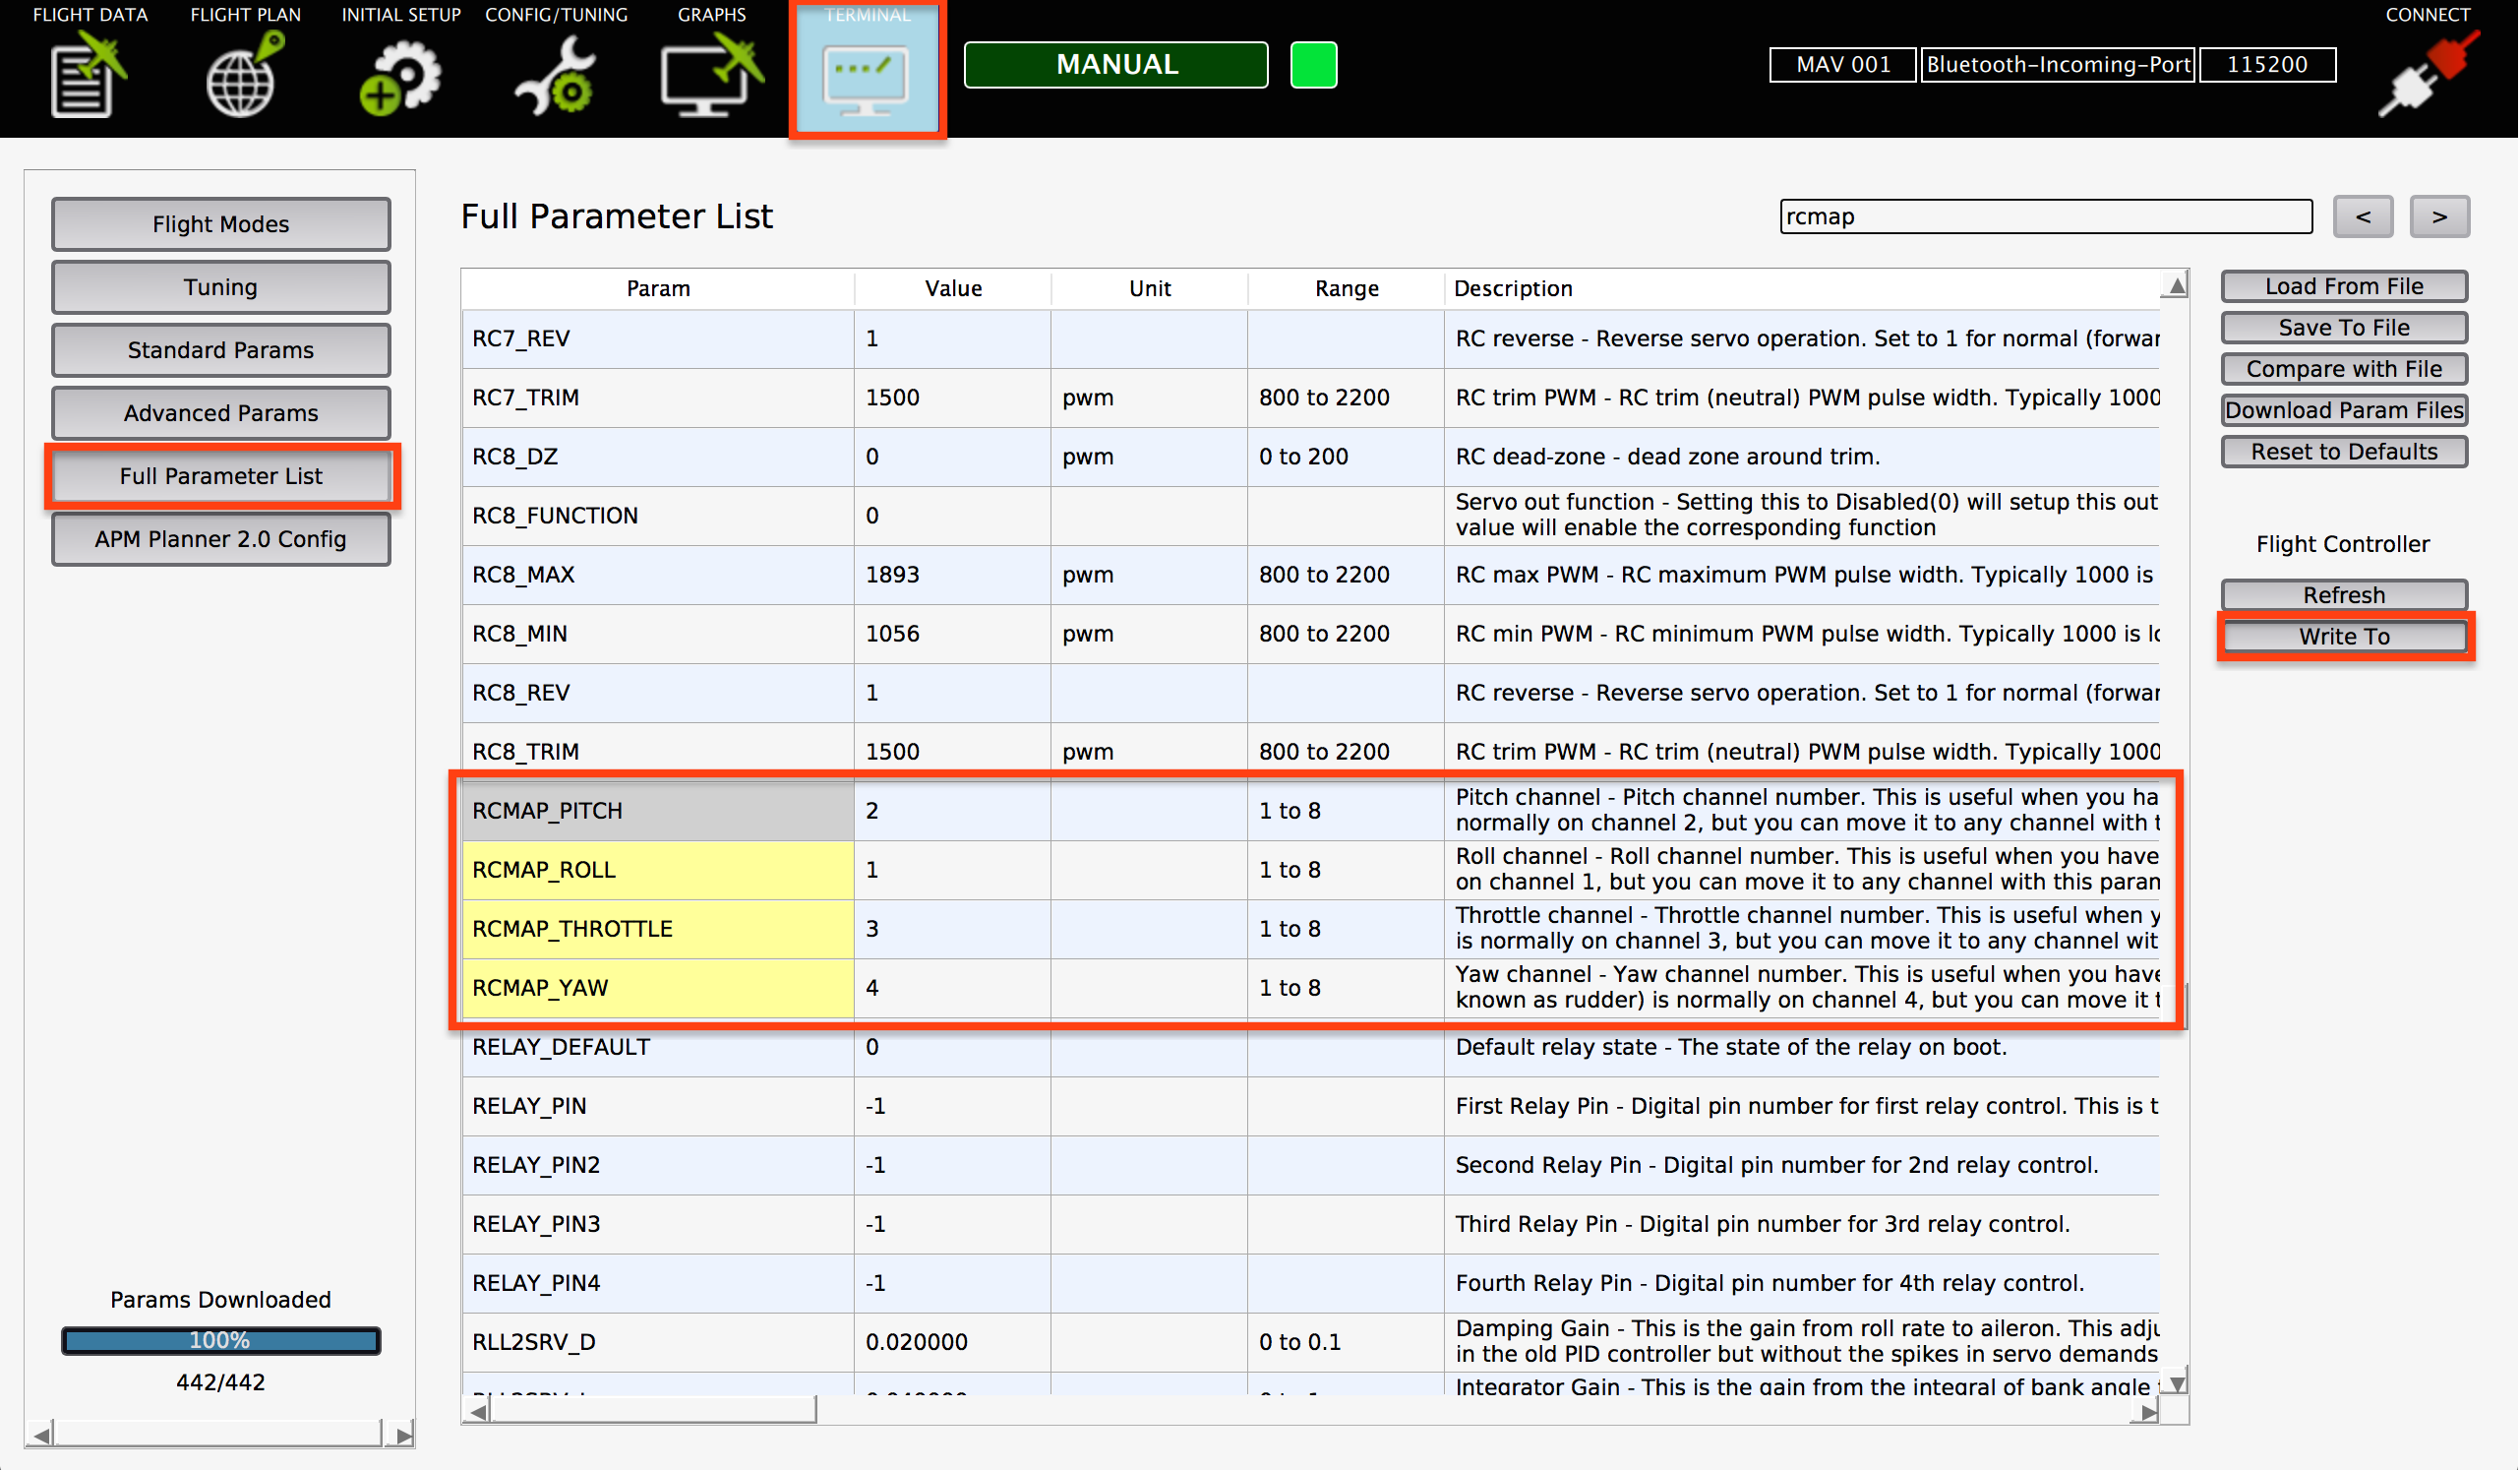 FLIGHT DATA
FLIGHT PLAN
INITIAL SETUP
CONFIG/TUNING
GRAPHS
TERMINAL
MANUAL
MAV 001
Bluetooth-Incoming-Port
115200
CONNECT
Flight Modes
Tuning
Standard Params
Advanced Params
Full Parameter List
APM Planner 2.0 Config
Params Downloaded
100%
442/442
Full Parameter List
rcmap
<
>
Param Value Unit Range Description
RC7_REV 1 RC reverse - Reverse servo operation. Set to 1 for normal (forwar
RC7_TRIM 1500 pwm 800 to 2200 RC trim PWM - RC trim (neutral) PWM pulse width. Typically 1000
RC8_DZ 0 pwm 0 to 200 RC dead-zone - dead zone around trim.
RC8_FUNCTION 0 Servo out function - Setting this to Disabled(0) will setup this out
value will enable the corresponding function
RC8_MAX 1893 pwm 800 to 2200 RC max PWM - RC maximum PWM pulse width. Typically 1000 is
RC8_MIN 1056 pwm 800 to 2200 RC min PWM - RC minimum PWM pulse width. Typically 1000 is lo
RC8_REV 1 RC reverse - Reverse servo operation. Set to 1 for normal (forwar
RC8_TRIM 1500 pwm 800 to 2200 RC trim PWM - RC trim (neutral) PWM pulse width. Typically 1000
RCMAP_PITCH 2 1 to 8 Pitch channel - Pitch channel number. This is useful when you ha
normally on channel 2, but you can move it to any channel with t
RCMAP_ROLL 1 1 to 8 Roll channel - Roll channel number. This is useful when you have
on channel 1, but you can move it to any channel with this paran
RCMAP_THROTTLE 3 1 to 8 Throttle channel - Throttle channel number. This is useful when y
is normally on channel 3, but you can move it to any channel wit
RCMAP_YAW 4 1 to 8 Yaw channel - Yaw channel number. This is useful when you have
known as rudder) is normally on channel 4, but you can move it t
RELAY_DEFAULT 0 Default relay state - The state of the relay on boot.
RELAY_PIN -1 First Relay Pin - Digital pin number for first relay control. This is t
RELAY_PIN2 -1 Second Relay Pin - Digital pin number for 2nd relay control.
RELAY_PIN3 -1 Third Relay Pin - Digital pin number for 3rd relay control.
RELAY_PIN4 -1 Fourth Relay Pin - Digital pin number for 4th relay control.
RLL2SRV_D 0.020000 0 to 0.1 Damping Gain - This is the gain from roll rate to aileron. This adju
in the old PID controller but without the spikes in servo demands
Integrator Gain - This is the gain from the integral of bank angle
Load From File
Save To File
Compare with File
Download Param Files
Reset to Defaults
Flight Controller
Refresh
Write To